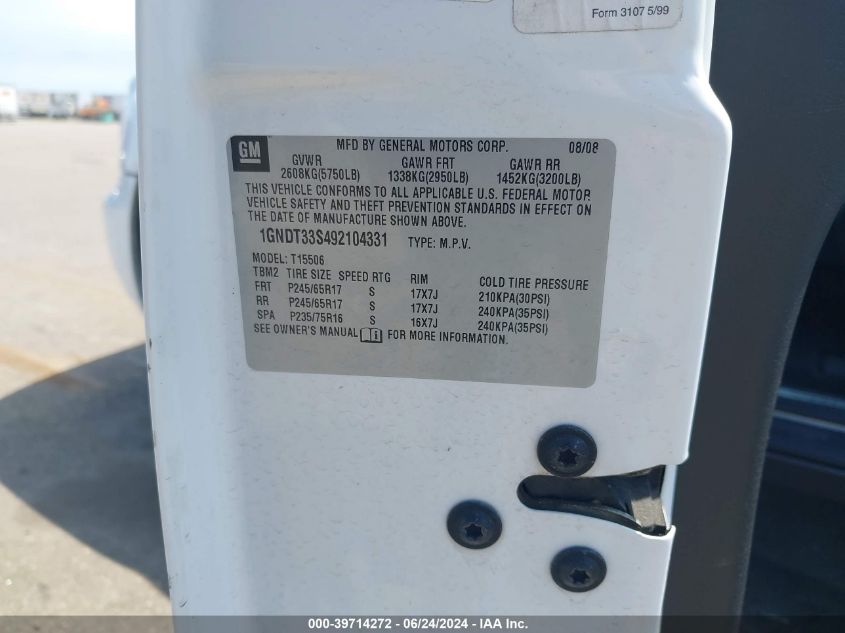 Form 3107 5/99
GM
MFD BY GENERAL MOTORS CORP. 08/08
GVWR GAWR FRT GAWR RR
2608KG(5750LB) 1338KG(2950LB) 1452KG(3200LB)
THIS VEHICLE CONFORMS TO ALL APPLICABLE U.S. FEDERAL MOTOR
VEHICLE SAFETY AND THEFT PREVENTION STANDARDS IN EFFECT ON
THE DATE OF MANUFACTURE SHOWN ABOVE.
1GNDT33S492104331 TYPE: M.P.V.
MODEL: T15506
TBM2 TIRE SIZE SPEED RTG RIM COLD TIRE PRESSURE
FRT P245/65R17 S 17X7J 210KPA(30PSI)
RR P245/65R17 S 17X7J 240KPA(35PSI)
SPA P235/75R16 S 16X7J 240KPA(35PSI)
SEE OWNER'S MANUAL FOR MORE INFORMATION.
000-39714272 - 06/24/2024 - IAA Inc.